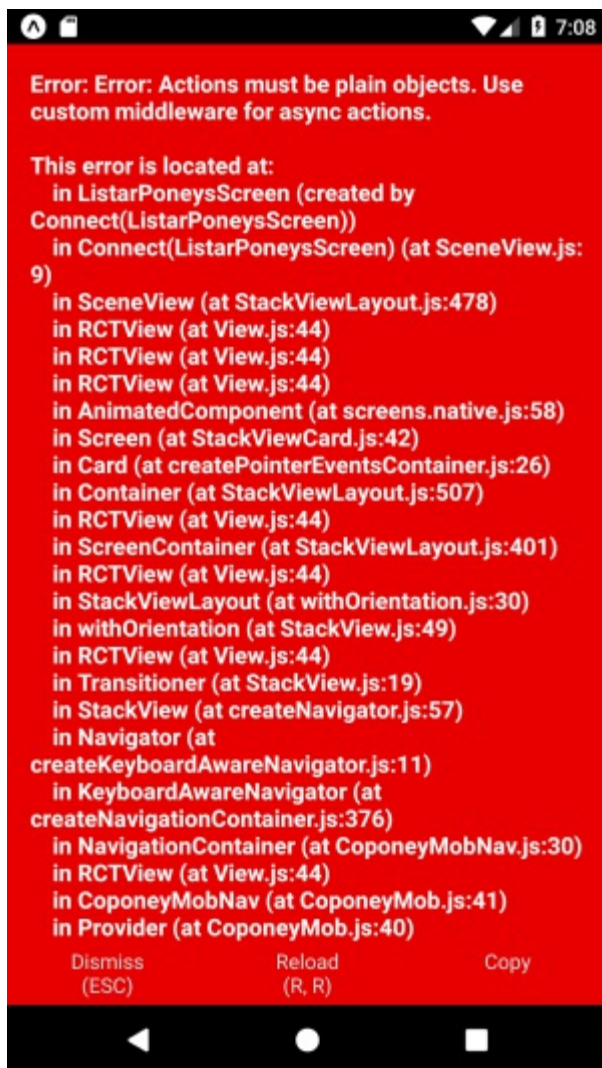 7:08
Error: Error: Actions must be plain objects. Use
custom middleware for async actions.
This error is located at:
in ListarPoneysScreen (created by
Connect(ListarPoneysScreen))
in Connect(ListarPoneysScreen) (at SceneView.js:
9)
in SceneView (at StackViewLayout.js:478)
in RCTView (at View.js:44)
in RCTView (at View.js:44)
in RCTView (at View.js:44)
in AnimatedComponent (at screens.native.js:58)
in Screen (at StackViewCard.js:42)
in Card (at createPointerEventsContainer.js:26)
in Container (at StackViewLayout.js:507)
in RCTView (at View.js:44)
in ScreenContainer (at StackViewLayout.js:401)
in RCTView (at View.js:44)
in StackViewLayout (at withOrientation.js:30)
in withOrientation (at StackView.js:49)
in RCTView (at View.js:44)
in Transitioner (at StackView.js:19)
in StackView (at createNavigator.js:57)
in Navigator (at
createKeyboardAwareNavigator.js:11)
in KeyboardAwareNavigator (at
createNavigationContainer.js:376)
in NavigationContainer (at CoponeyMobNav.js:30)
in RCTView (at View.js:44)
in CoponeyMobNav (at CoponeyMob.js:41)
in Provider (at CoponeyMob.js:40)
Dismiss Reload Copy
(ESC) (R, R)